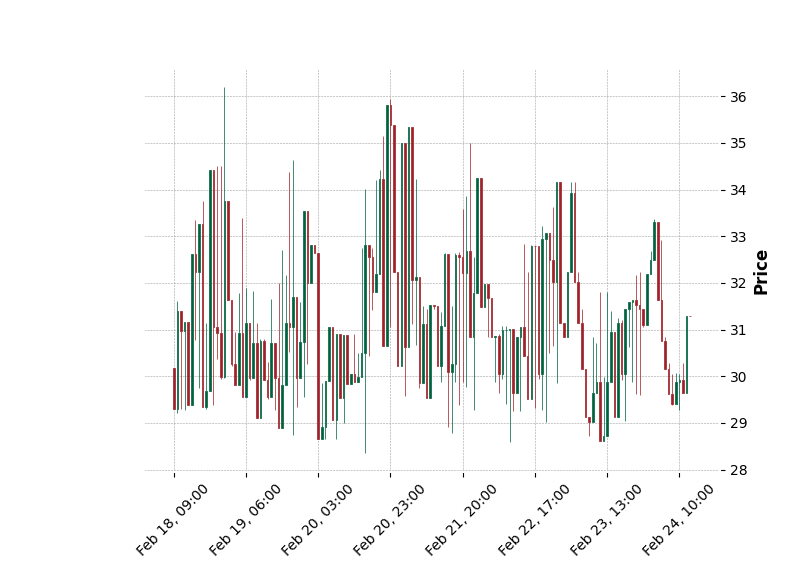 36
35
34
33
32
31
30
29
28
Price
Feb 18, 09:00
Feb 19, 06:00
Feb 20, 03:00
Feb 20, 23:00
Feb 21, 20:00
Feb 22, 17:00
Feb 23, 13:00
Feb 24, 10:00